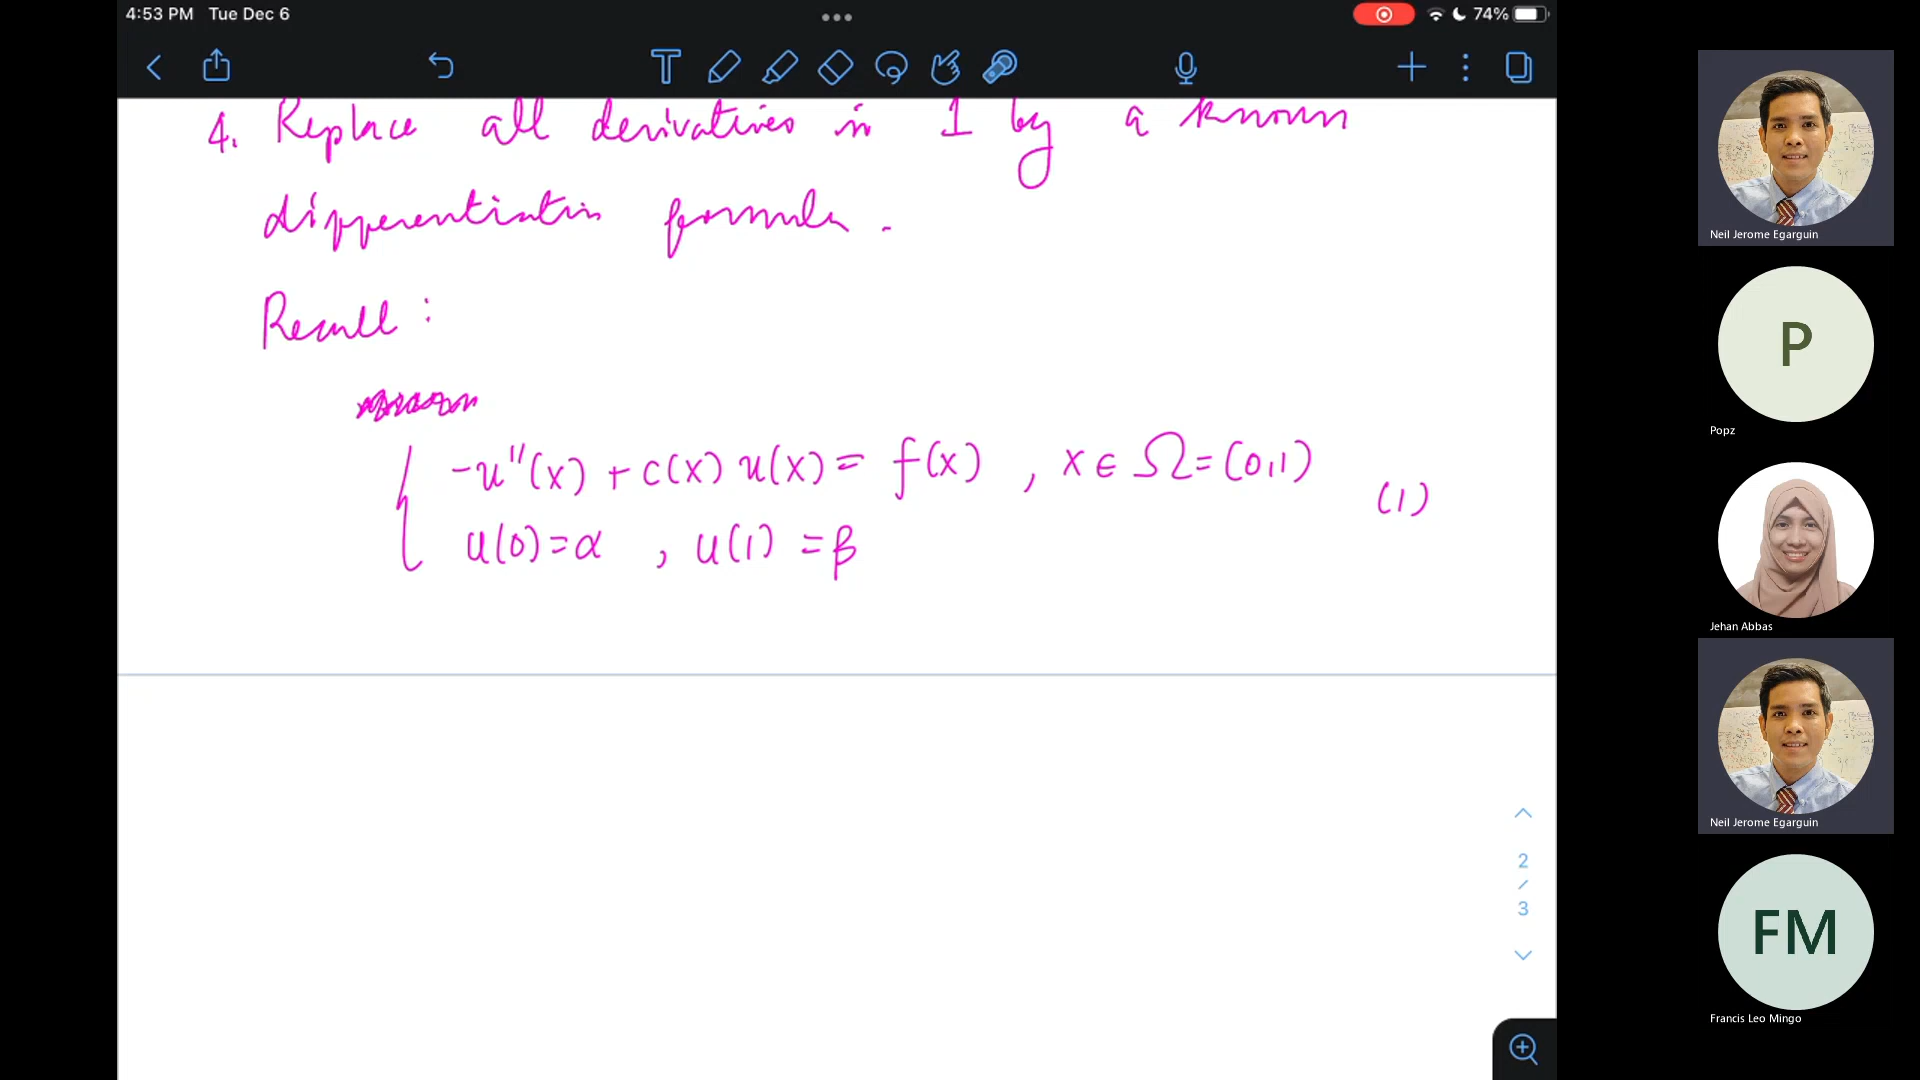 4:53 PM Tue Dec 6
74%
4. Replace all derivatives in 1 by a known
differentiation formula.
Recall:
-u''(x) + c(x) u(x) = f(x) , x ∈ Ω = (0,1)
(1)
u(0) = α , u(1) = β
2
/
3
Neil Jerome Egarguin
P
Popz
Jehan Abbas
Neil Jerome Egarguin
FM
Francis Leo Mingo